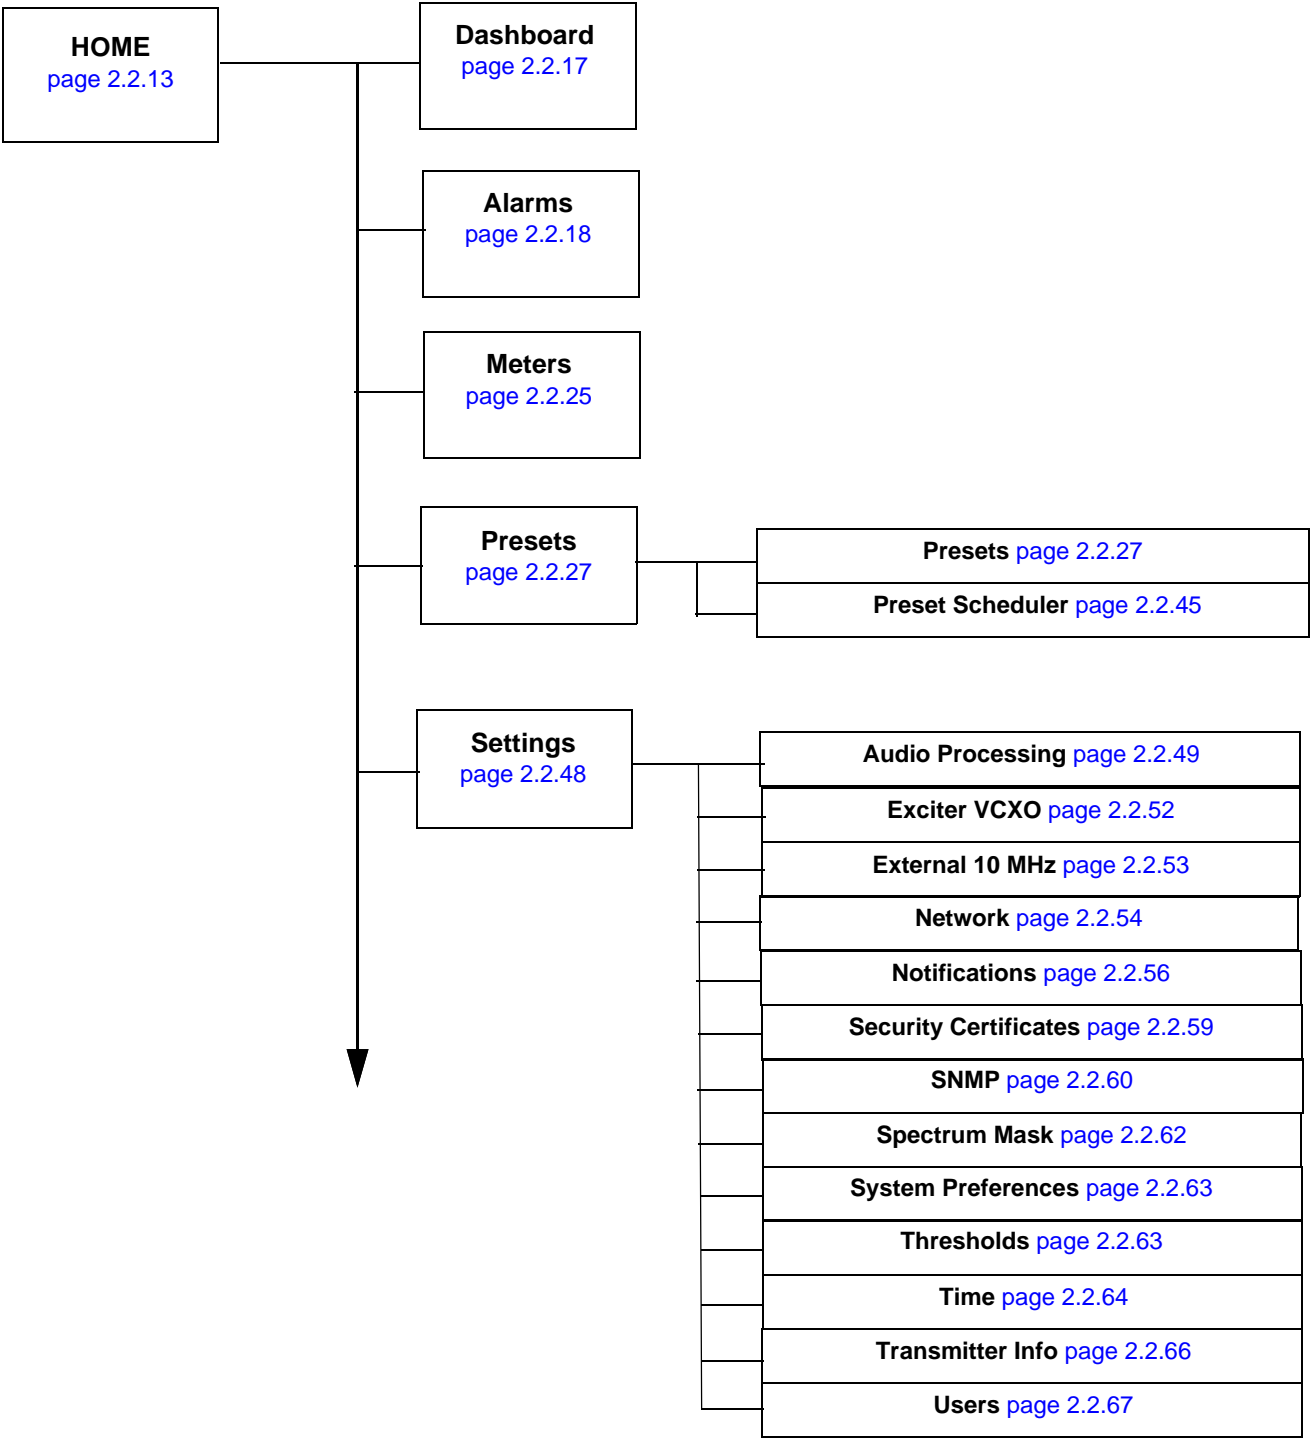 HOME
page 2.2.13
Dashboard
page 2.2.17
Alarms
page 2.2.18
Meters
page 2.2.25
Presets
page 2.2.27
Presets page 2.2.27
Preset Scheduler page 2.2.45
Settings
page 2.2.48
Audio Processing page 2.2.49
Exciter VCXO page 2.2.52
External 10 MHz page 2.2.53
Network page 2.2.54
Notifications page 2.2.56
Security Certificates page 2.2.59
SNMP page 2.2.60
Spectrum Mask page 2.2.62
System Preferences page 2.2.63
Thresholds page 2.2.63
Time page 2.2.64
Transmitter Info page 2.2.66
Users page 2.2.67